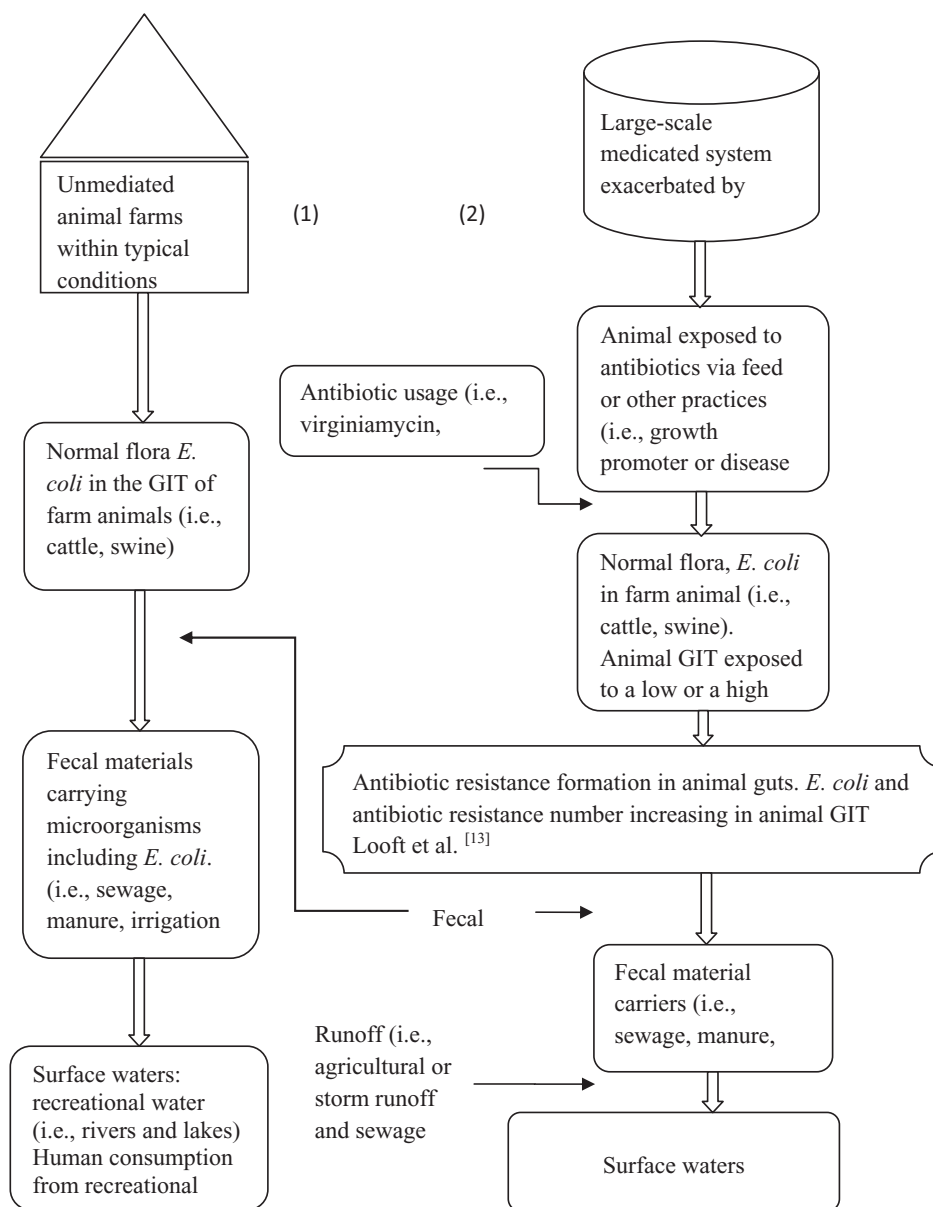 Unmediated
animal farms
within typical
conditions
(1)
Normal flora E.
coli in the GIT of
farm animals (i.e.,
cattle, swine)
Fecal materials
carrying
microorganisms
including E. coli.
(i.e., sewage,
manure, irrigation
Surface waters:
recreational water
(i.e., rivers and lakes)
Human consumption
from recreational
(2)
Large-scale
medicated system
exacerbated by
Animal exposed to
antibiotics via feed
or other practices
(i.e., growth
promoter or disease
Antibiotic usage (i.e.,
virginiamycin,
Normal flora, E. coli
in farm animal (i.e.,
cattle, swine).
Animal GIT exposed
to a low or a high
Antibiotic resistance formation in animal guts. E. coli and
antibiotic resistance number increasing in animal GIT
Looft et al. [13]
Fecal
Fecal material
carriers (i.e.,
sewage, manure,
Runoff (i.e.,
agricultural or
storm runoff
and sewage
Surface waters